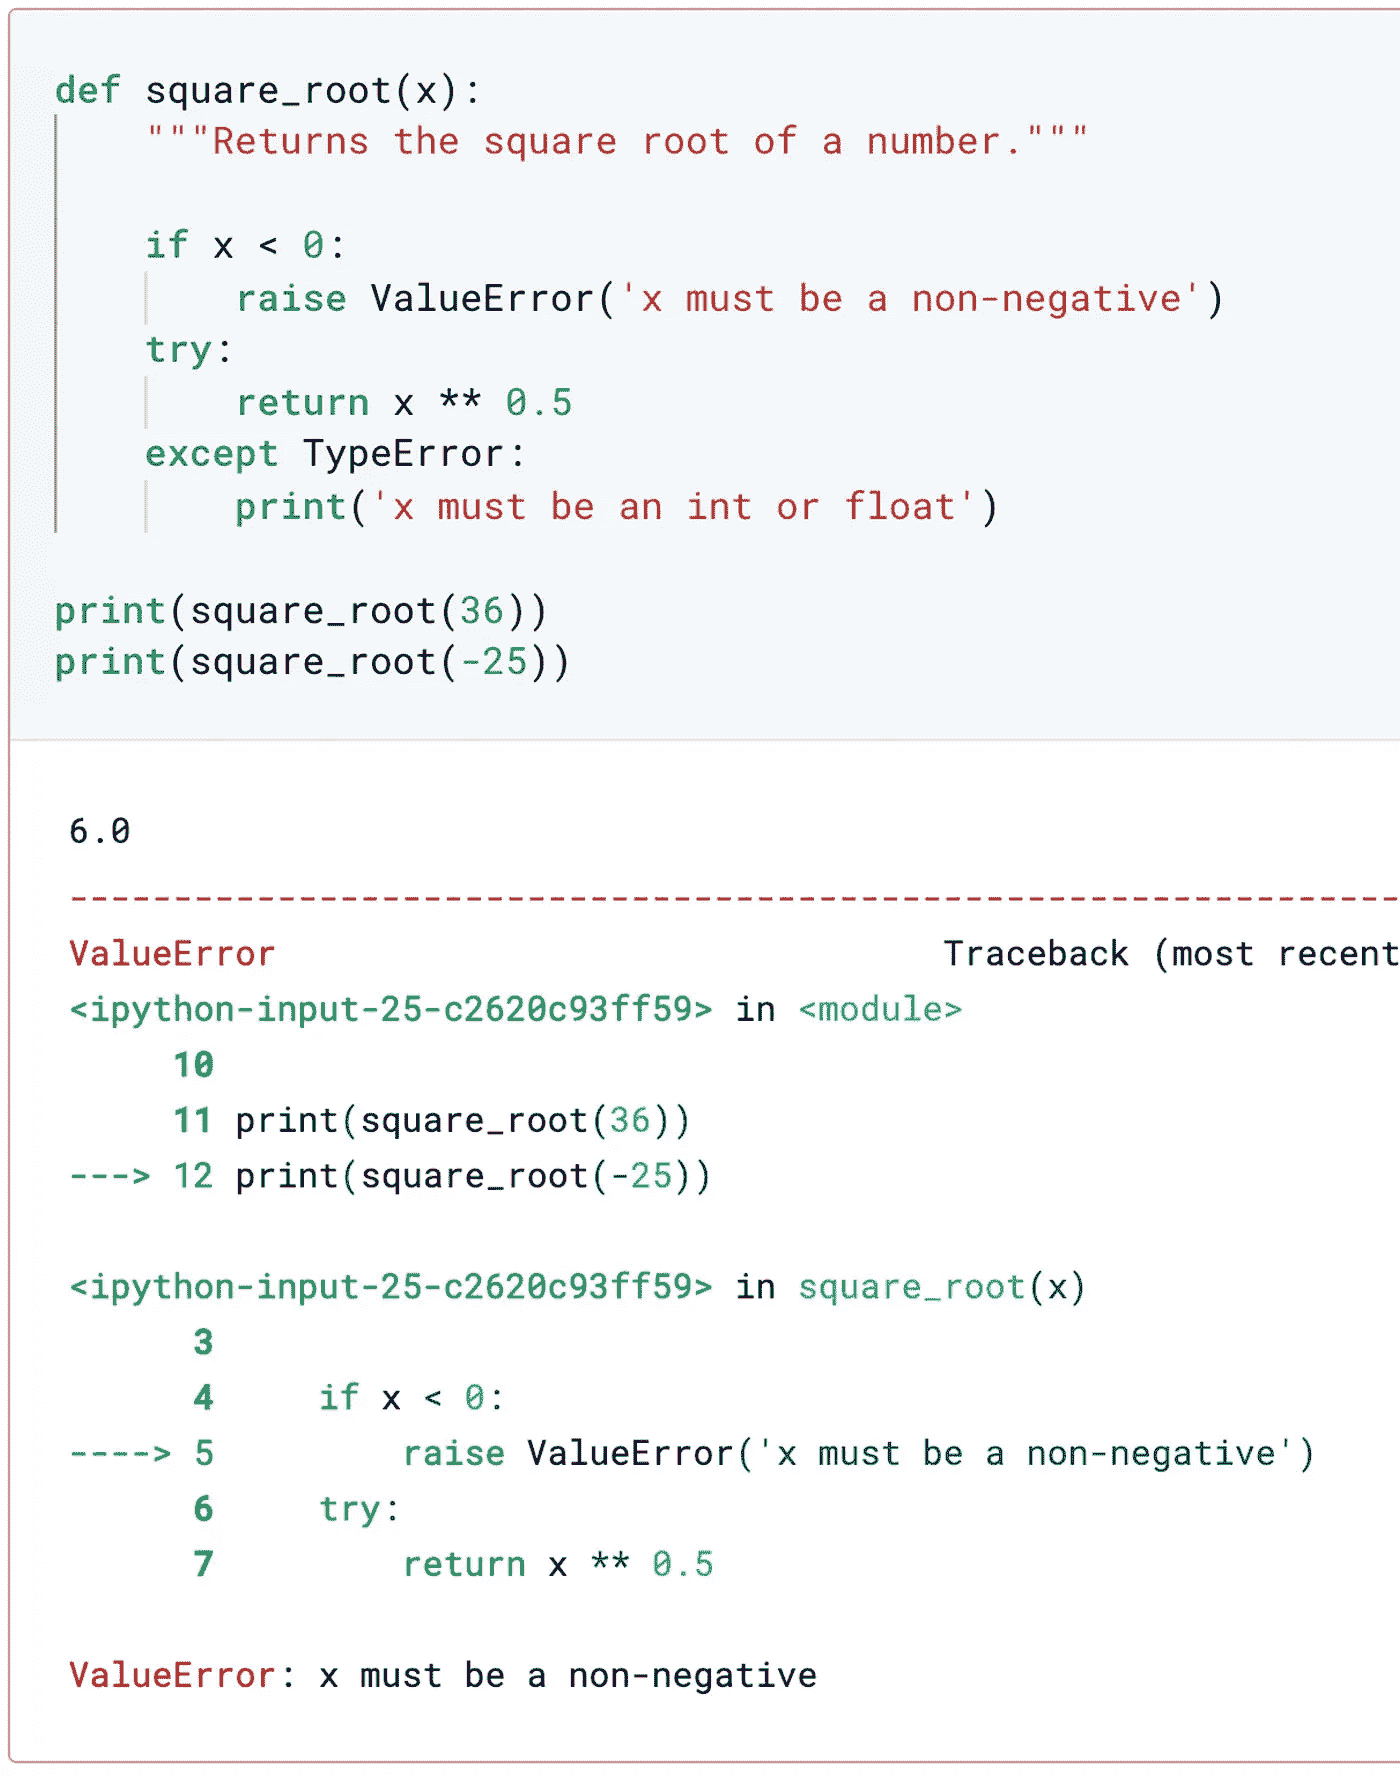 def square_root(x):
    """Returns the square root of a number."""
    if x < 0:
        raise ValueError('x must be a non-negative')
    try:
        return x ** 0.5
    except TypeError:
        print('x must be an int or float')
print(square_root(36))
print(square_root(-25))
6.0
---------------------------------------------------------------
ValueError                                Traceback (most recent
<ipython-input-25-c2620c93ff59> in <module>
     10
     11 print(square_root(36))
---> 12 print(square_root(-25))
<ipython-input-25-c2620c93ff59> in square_root(x)
      3
      4     if x < 0:
----> 5         raise ValueError('x must be a non-negative')
      6     try:
      7         return x ** 0.5
ValueError: x must be a non-negative